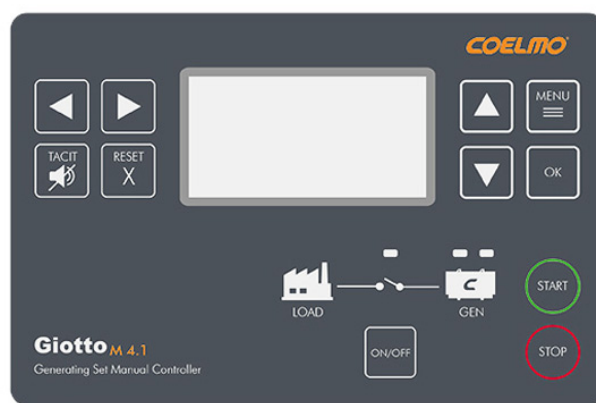 COELMO
MENU
TACIT
RESET
X
OK
LOAD
GEN
START
ON/OFF
STOP
Giotto M 4.1
Generating Set Manual Controller